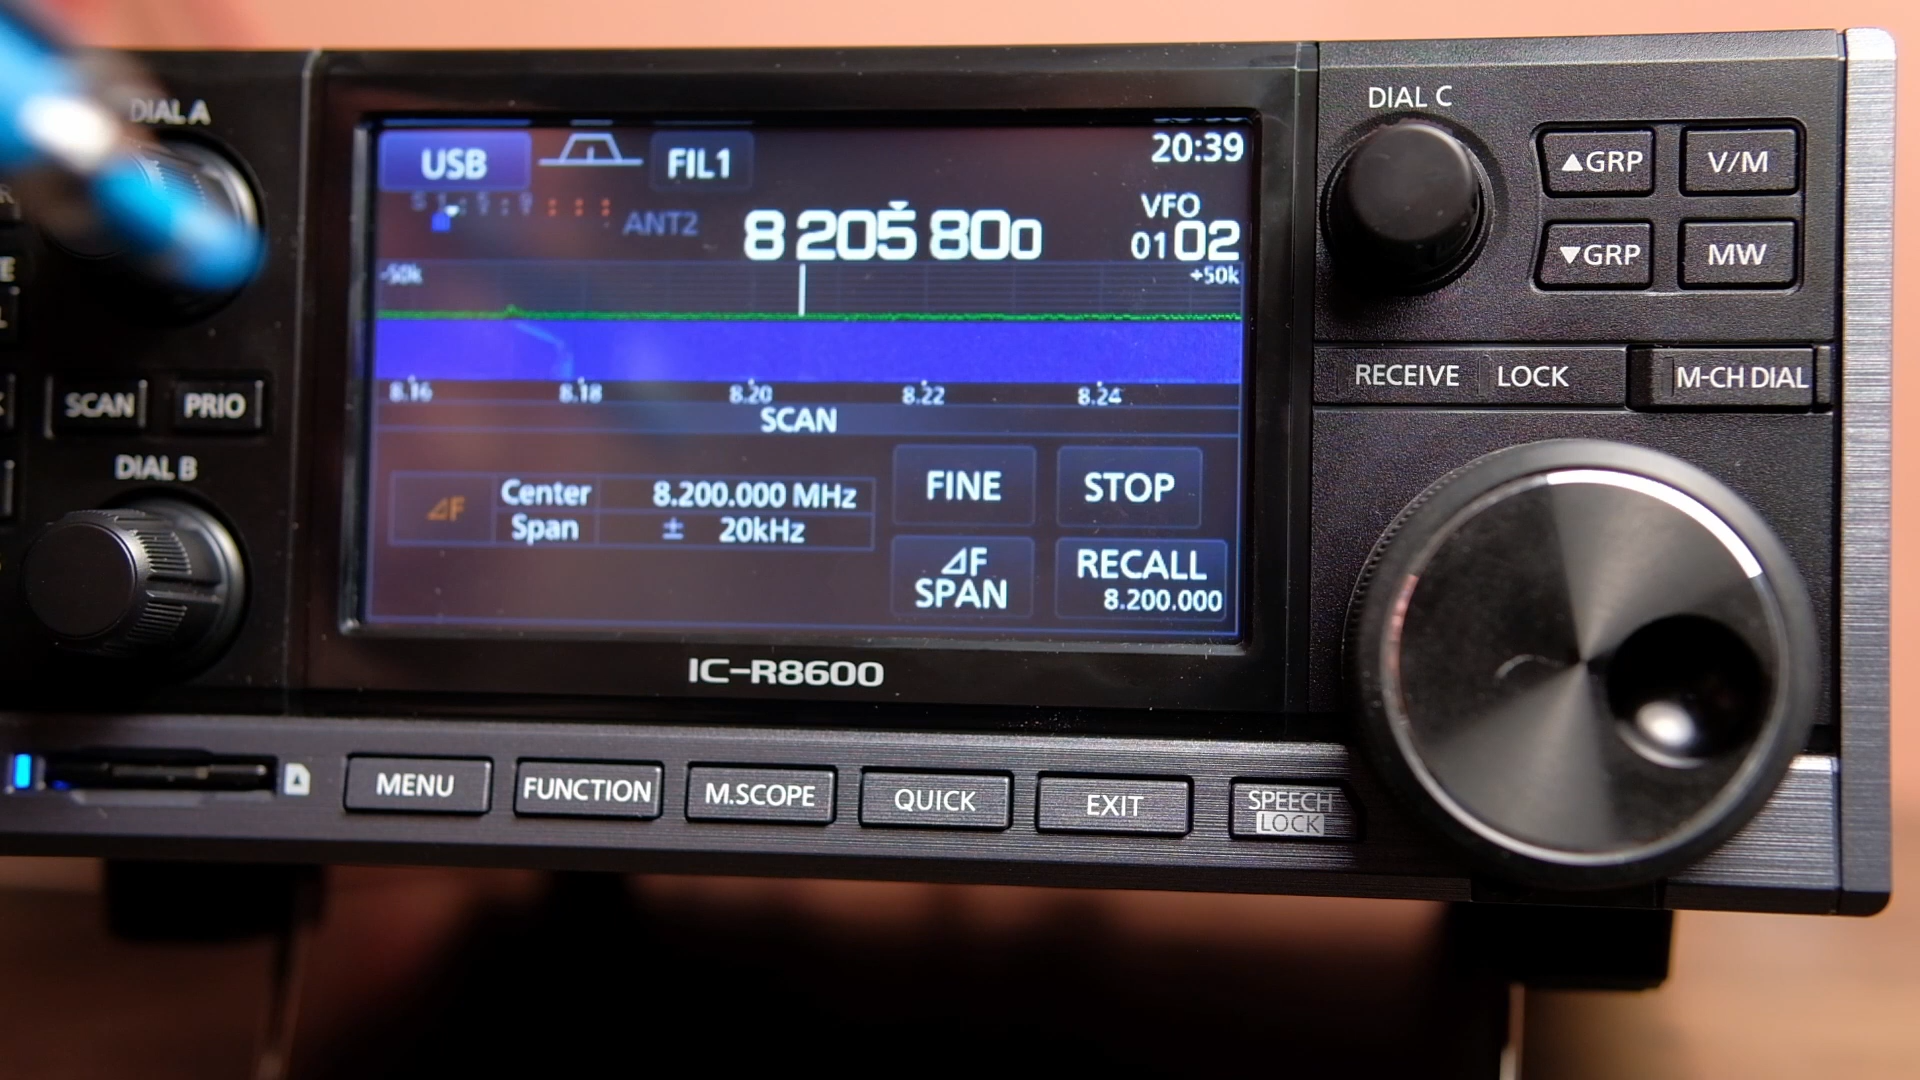 DIAL A
USB
FIL1
20:39
ANT2
8 205 800
VFO
01 02
-50k
+50k
8.16 8.18 8.20 8.22 8.24
SCAN
⊿F
Center 8.200.000 MHz
Span ± 20kHz
FINE
STOP
⊿F
SPAN
RECALL
8.200.000
IC-R8600
SCAN PRIO
DIAL B
DIAL C
▲GRP V/M
▼GRP MW
RECEIVE LOCK M-CH DIAL
MENU FUNCTION M.SCOPE QUICK EXIT SPEECH
LOCK